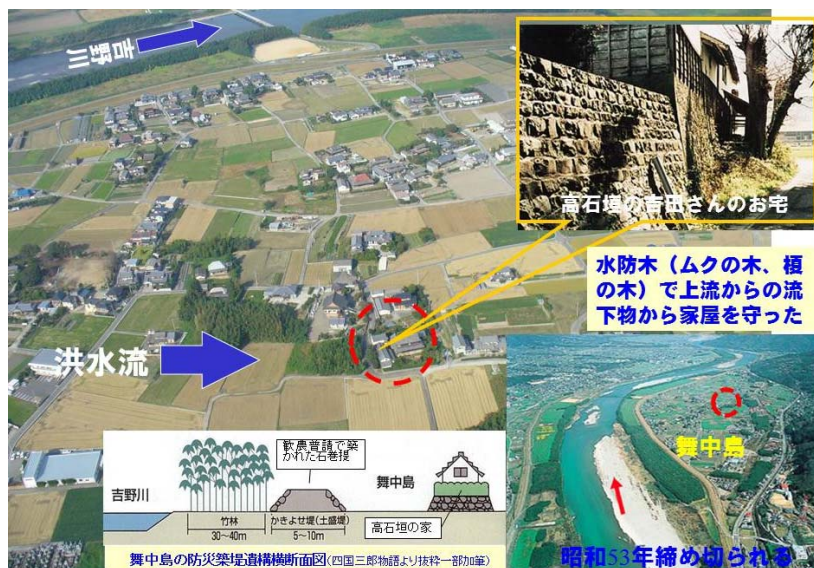 吉野川
高石垣の吉田さんのお宅
水防木(ムクの木、榎
の木)で上流からの流
下物から家屋を守った
洪水流
舞中島
昭和53年締め切られる
歓農普請で築
かれた石巻提
吉野川
舞中島
竹林
30~40m
かきよせ堤(土盛堤)
5~10m
高石垣の家
舞中島の防災築堤遺構横断面図(四国三郎物語より抜粋一部加筆)